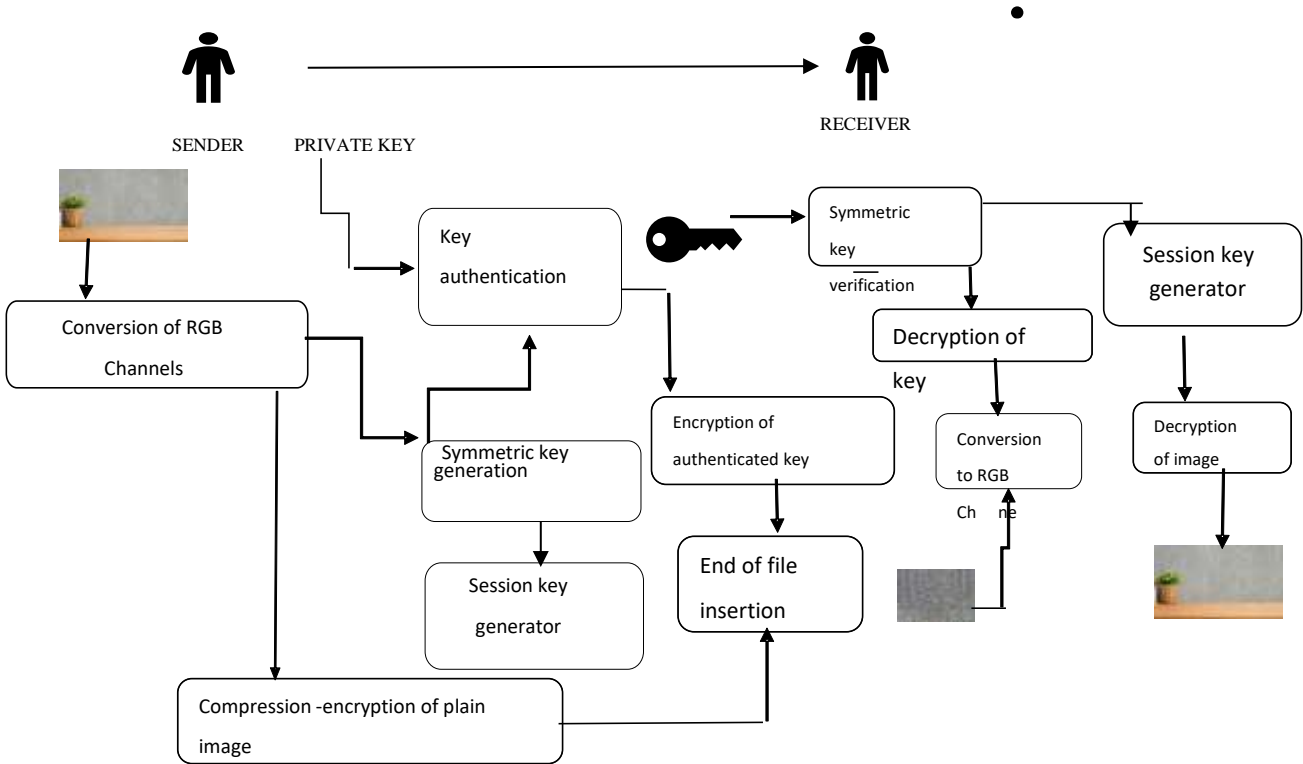 SENDER
PRIVATE KEY
RECEIVER
Key
authentication
Symmetric
key
verification
Session key
generator
Conversion of RGB
Channels
Decryption of
key
Symmetric key
generation
Encryption of
authenticated key
Conversion
to RGB
Ch ne
Decryption
of image
Session key
generator
End of file
insertion
Compression -encryption of plain
image